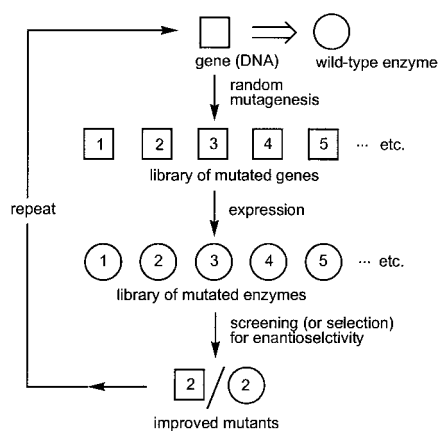 gene (DNA)
wild-type enzyme
random
mutagenesis
1 2 3 4 5 ... etc.
library of mutated genes
repeat
expression
1 2 3 4 5 ... etc.
library of mutated enzymes
screening (or selection)
for enantioselctivity
2 / 2
improved mutants